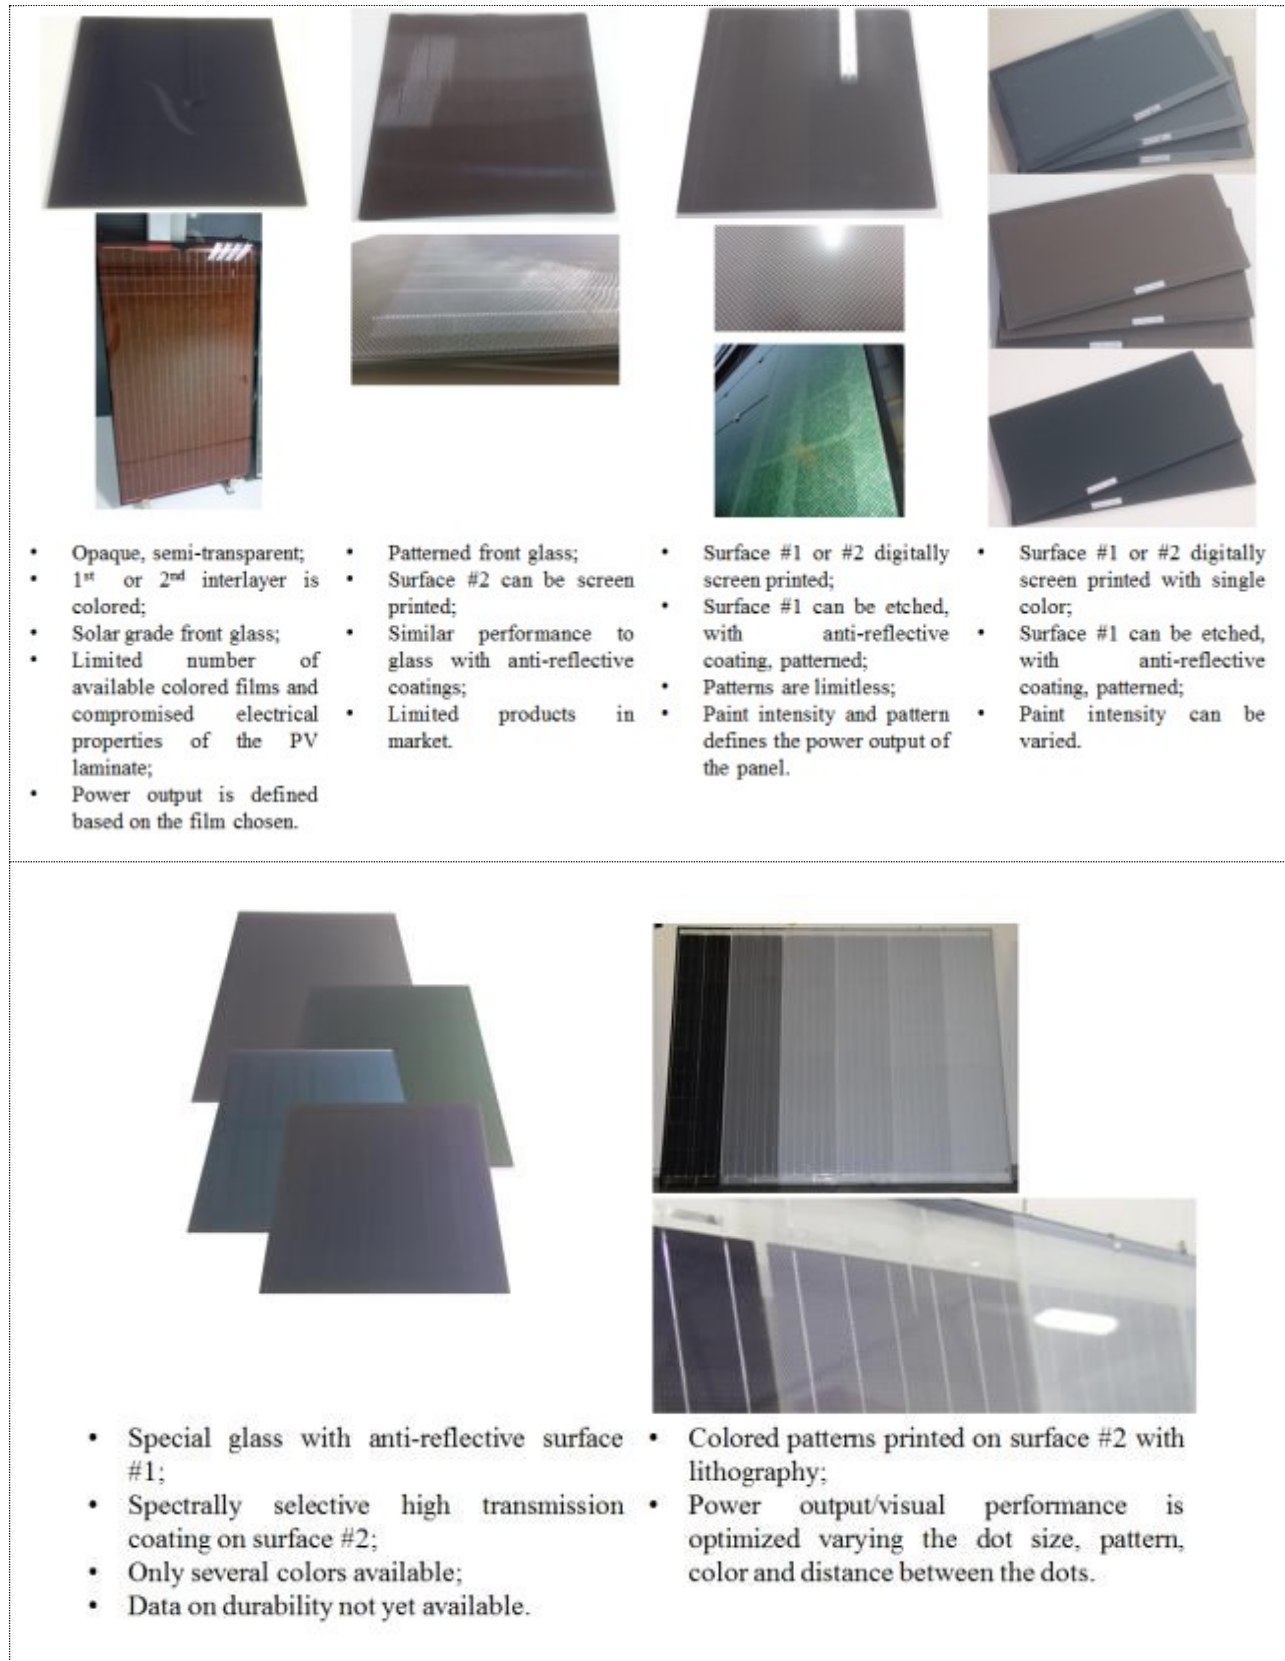 • Opaque, semi-transparent;
• 1st or 2nd interlayer is
colored;
• Solar grade front glass;
• Limited number of
available colored films and
compromised electrical
properties of the PV
laminate;
• Power output is defined
based on the film chosen.
• Patterned front glass;
• Surface #2 can be screen
printed;
• Similar performance to
glass with anti-reflective
coatings;
• Limited products in
market.
• Surface #1 or #2 digitally
screen printed;
• Surface #1 can be etched,
with anti-reflective
coating, patterned;
• Patterns are limitless;
• Paint intensity and pattern
defines the power output of
the panel.
• Surface #1 or #2 digitally
screen printed with single
color;
• Surface #1 can be etched,
with anti-reflective
coating, patterned;
• Paint intensity can be
varied.
• Special glass with anti-reflective surface
#1;
• Spectrally selective high transmission
coating on surface #2;
• Only several colors available;
• Data on durability not yet available.
• Colored patterns printed on surface #2 with
lithography;
• Power output/visual performance is
optimized varying the dot size, pattern,
color and distance between the dots.